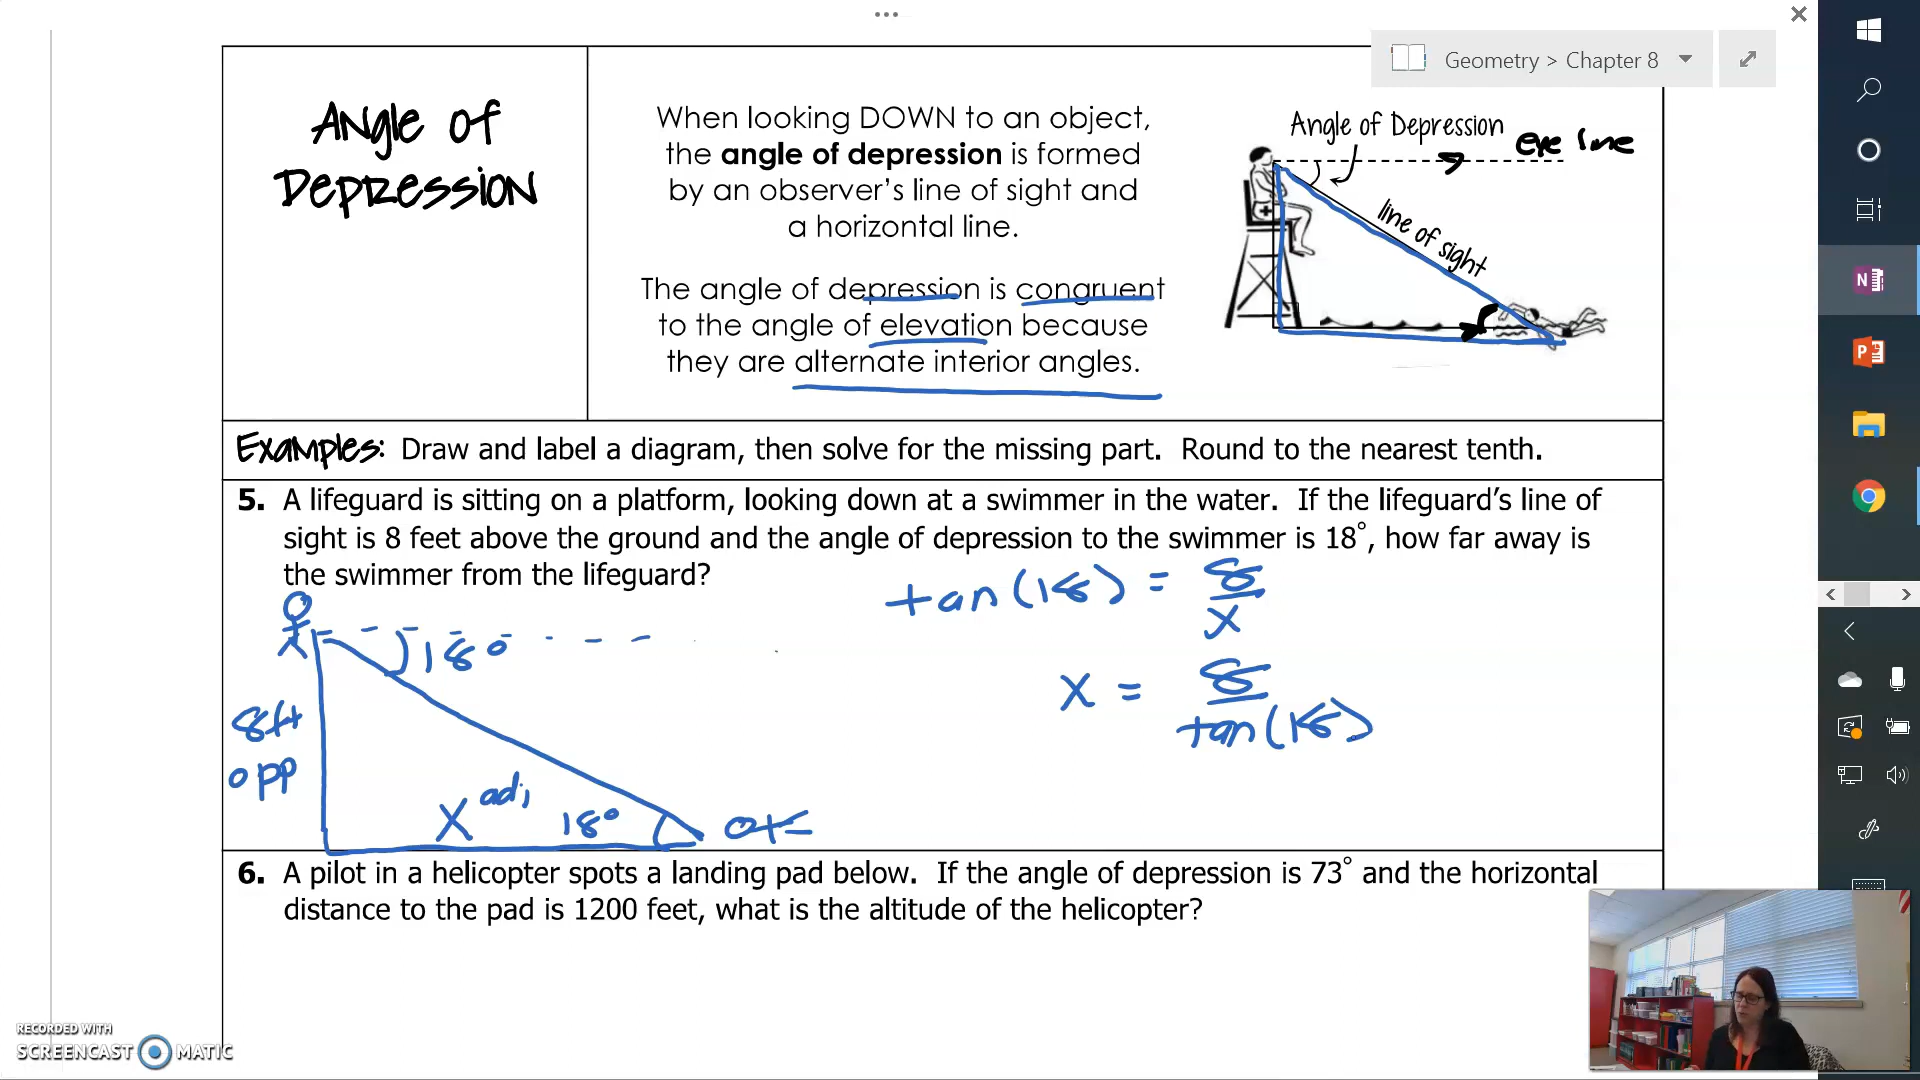 Geometry > Chapter 8
Angle of
Depression
When looking DOWN to an object,
the angle of depression is formed
by an observer’s line of sight and
a horizontal line.
The angle of depression is congruent
to the angle of elevation because
they are alternate interior angles.
Angle of Depression
eye line
line of sight
Examples: Draw and label a diagram, then solve for the missing part. Round to the nearest tenth.
5. A lifeguard is sitting on a platform, looking down at a swimmer in the water. If the lifeguard’s line of
sight is 8 feet above the ground and the angle of depression to the swimmer is 18°, how far away is
the swimmer from the lifeguard?
tan(18) = 8/x
18°
x = 8/tan(18)
8ft
opp
x adj
18°
6. A pilot in a helicopter spots a landing pad below. If the angle of depression is 73° and the horizontal
distance to the pad is 1200 feet, what is the altitude of the helicopter?
RECORDED WITH
SCREENCAST MATIC